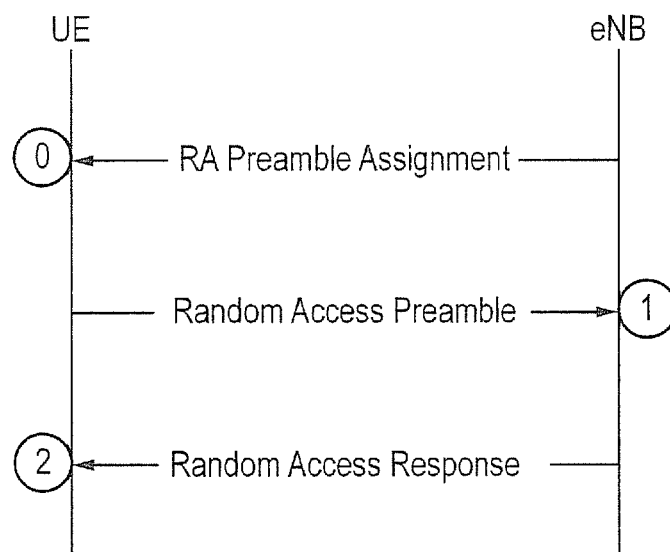 UE
eNB
0
RA Preamble Assignment
Random Access Preamble
1
2
Random Access Response